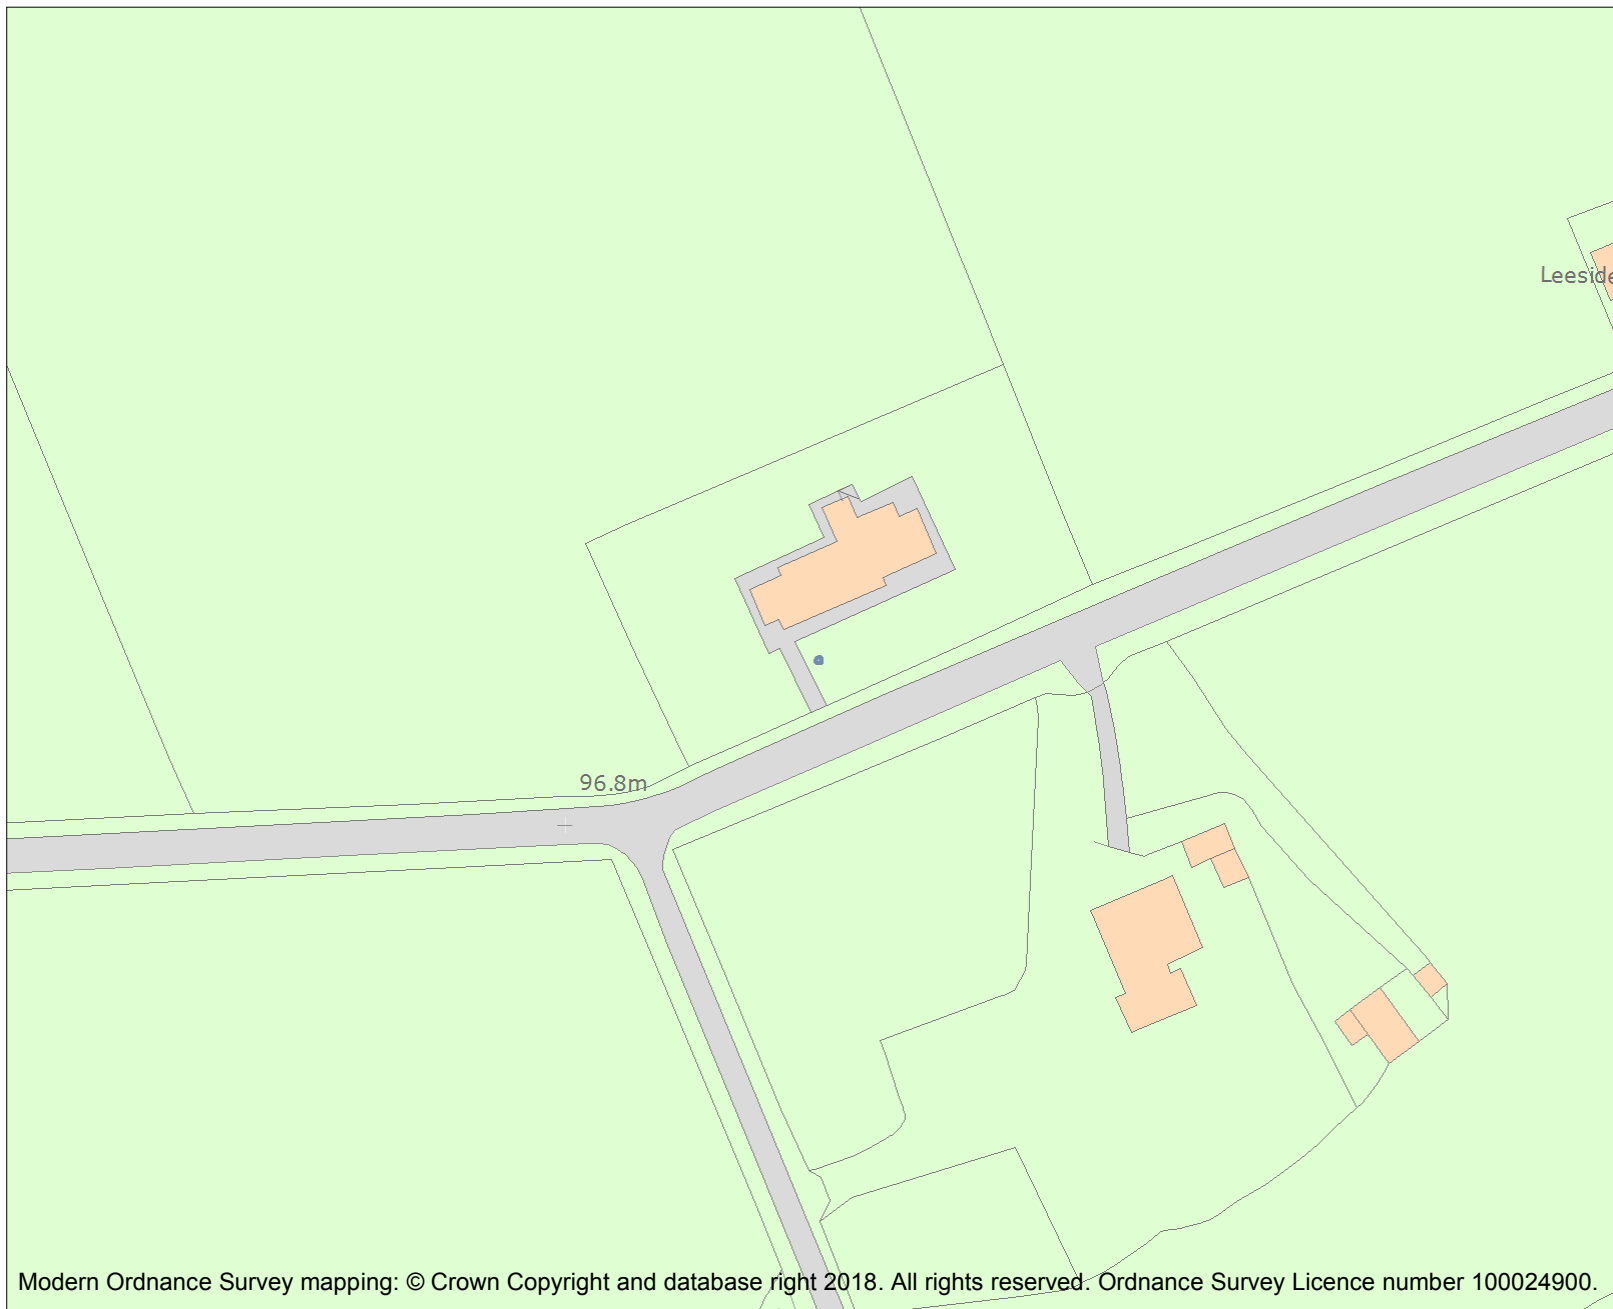 Leeside
96.8m
Modern Ordnance Survey mapping: © Crown Copyright and database right 2018. All rights reserved. Ordnance Survey Licence number 100024900.